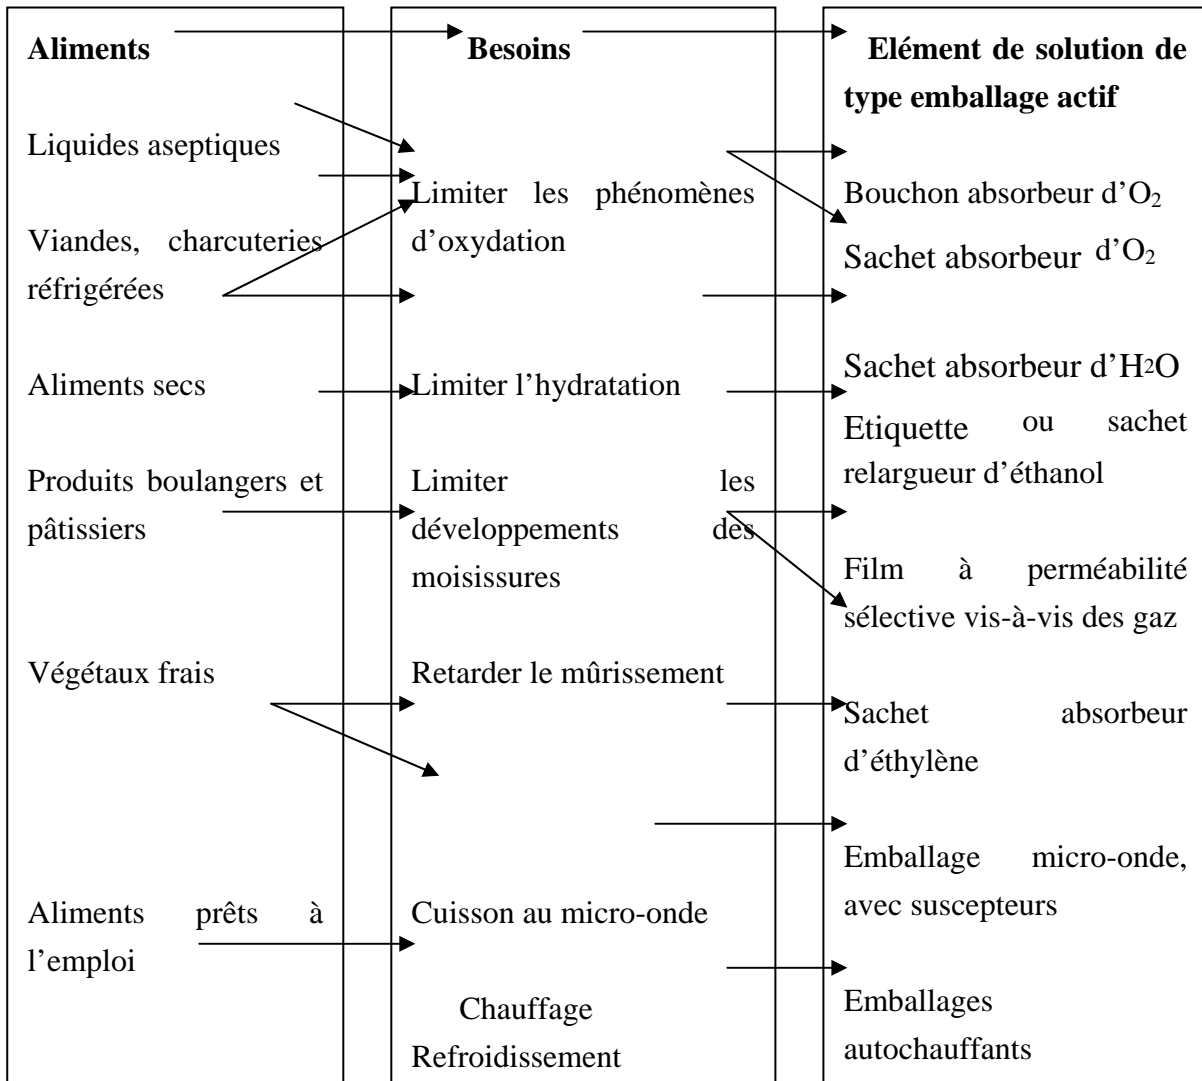 Aliments
Liquides aseptiques
Viandes, charcuteries
réfrigérées
Aliments secs
Produits boulangers et
pâtissiers
Végétaux frais
Aliments prêts à
l’emploi
Besoins
Limiter les phénomènes
d’oxydation
Limiter l’hydratation
Limiter les
développements des
moisissures
Retarder le mûrissement
Cuisson au micro-onde
Chauffage
Refroidissement
Elément de solution de
type emballage actif
Bouchon absorbeur d’O2
Sachet absorbeur d’O2
Sachet absorbeur d’H2O
Etiquette ou sachet
relargueur d’éthanol
Film à perméabilité
sélective vis-à-vis des gaz
Sachet absorbeur
d’éthylène
Emballage micro-onde,
avec suscepteurs
Emballages
autochauffants